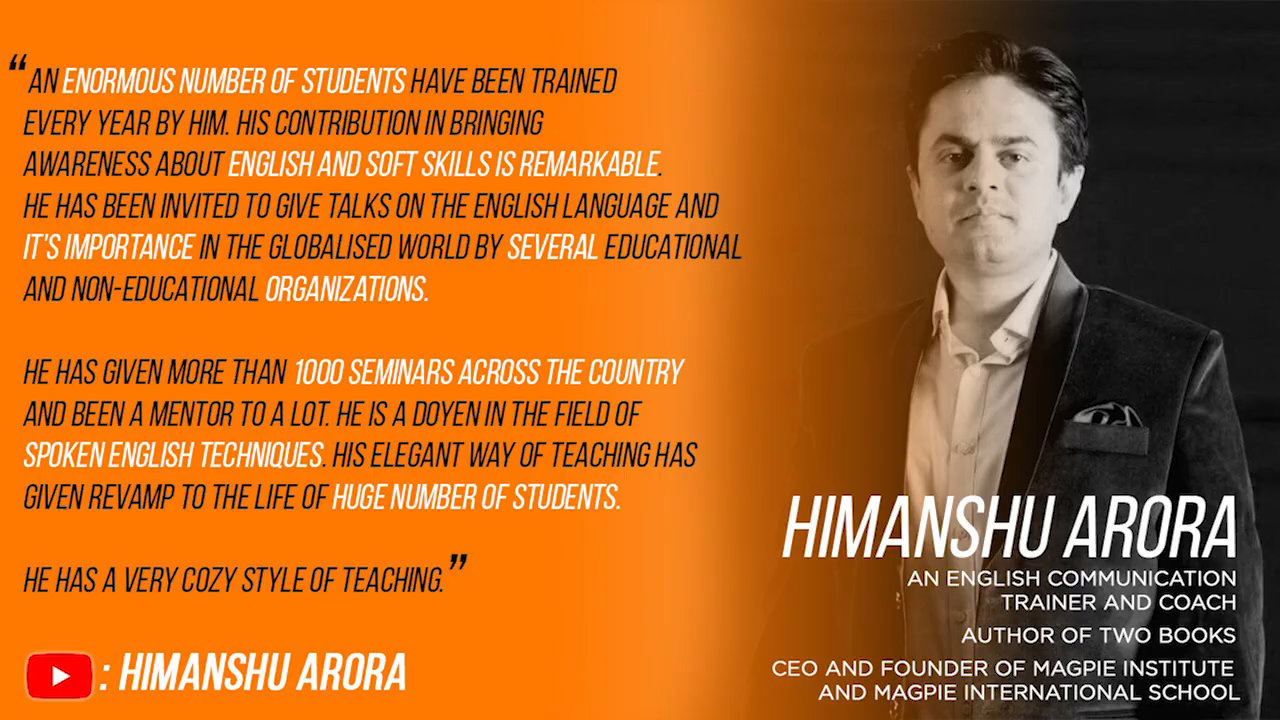 “AN ENORMOUS NUMBER OF STUDENTS HAVE BEEN TRAINED
EVERY YEAR BY HIM. HIS CONTRIBUTION IN BRINGING
AWARENESS ABOUT ENGLISH AND SOFT SKILLS IS REMARKABLE.
HE HAS BEEN INVITED TO GIVE TALKS ON THE ENGLISH LANGUAGE AND
IT'S IMPORTANCE IN THE GLOBALISED WORLD BY SEVERAL EDUCATIONAL
AND NON-EDUCATIONAL ORGANIZATIONS.
HE HAS GIVEN MORE THAN 1000 SEMINARS ACROSS THE COUNTRY
AND BEEN A MENTOR TO A LOT. HE IS A DOYEN IN THE FIELD OF
SPOKEN ENGLISH TECHNIQUES. HIS ELEGANT WAY OF TEACHING HAS
GIVEN REVAMP TO THE LIFE OF HUGE NUMBER OF STUDENTS.
HE HAS A VERY COZY STYLE OF TEACHING.”
: HIMANSHU ARORA
HIMANSHU ARORA
AN ENGLISH COMMUNICATION
TRAINER AND COACH
AUTHOR OF TWO BOOKS
CEO AND FOUNDER OF MAGPIE INSTITUTE
AND MAGPIE INTERNATIONAL SCHOOL